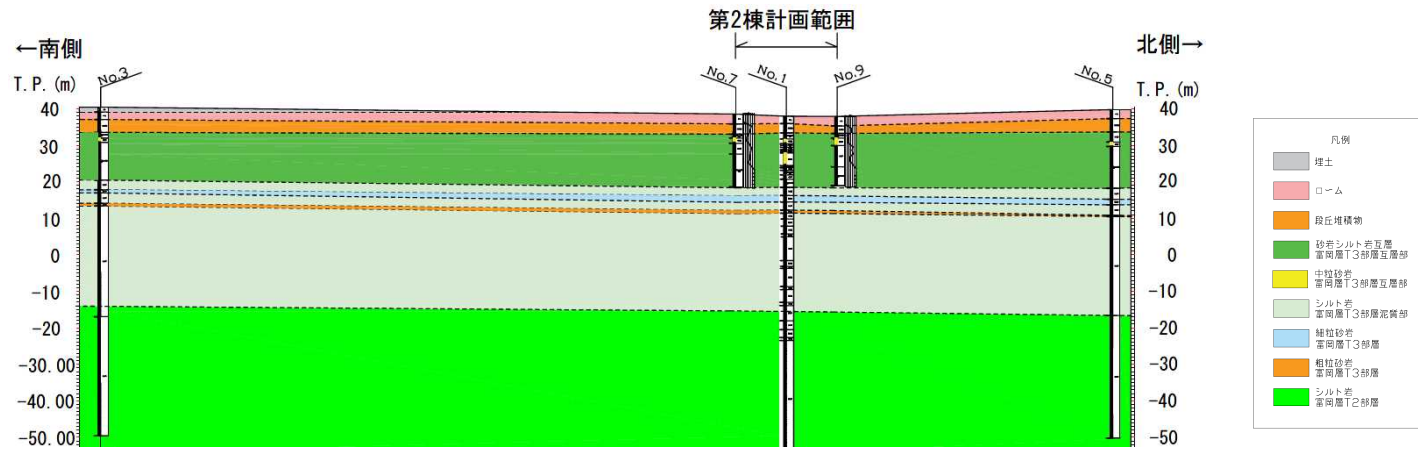 第2棟計画範囲
←南側
北側→
T.P.(m)
No.3
No.7
No.1
No.9
No.5
T.P.(m)
40
30
20
10
0
-10
-20
-30.00
-40.00
-50.00
40
30
20
10
0
-10
-20
-30
-40
-50
凡例
埋土
ローム
段丘堆積物
砂岩シルト岩互層
富岡層T3部層互層部
中粒砂岩
富岡層T3部層互層部
シルト岩
富岡層T3部層泥質部
細粒砂岩
富岡層T3部層
粗粒砂岩
富岡層T3部層
シルト岩
富岡層T2部層